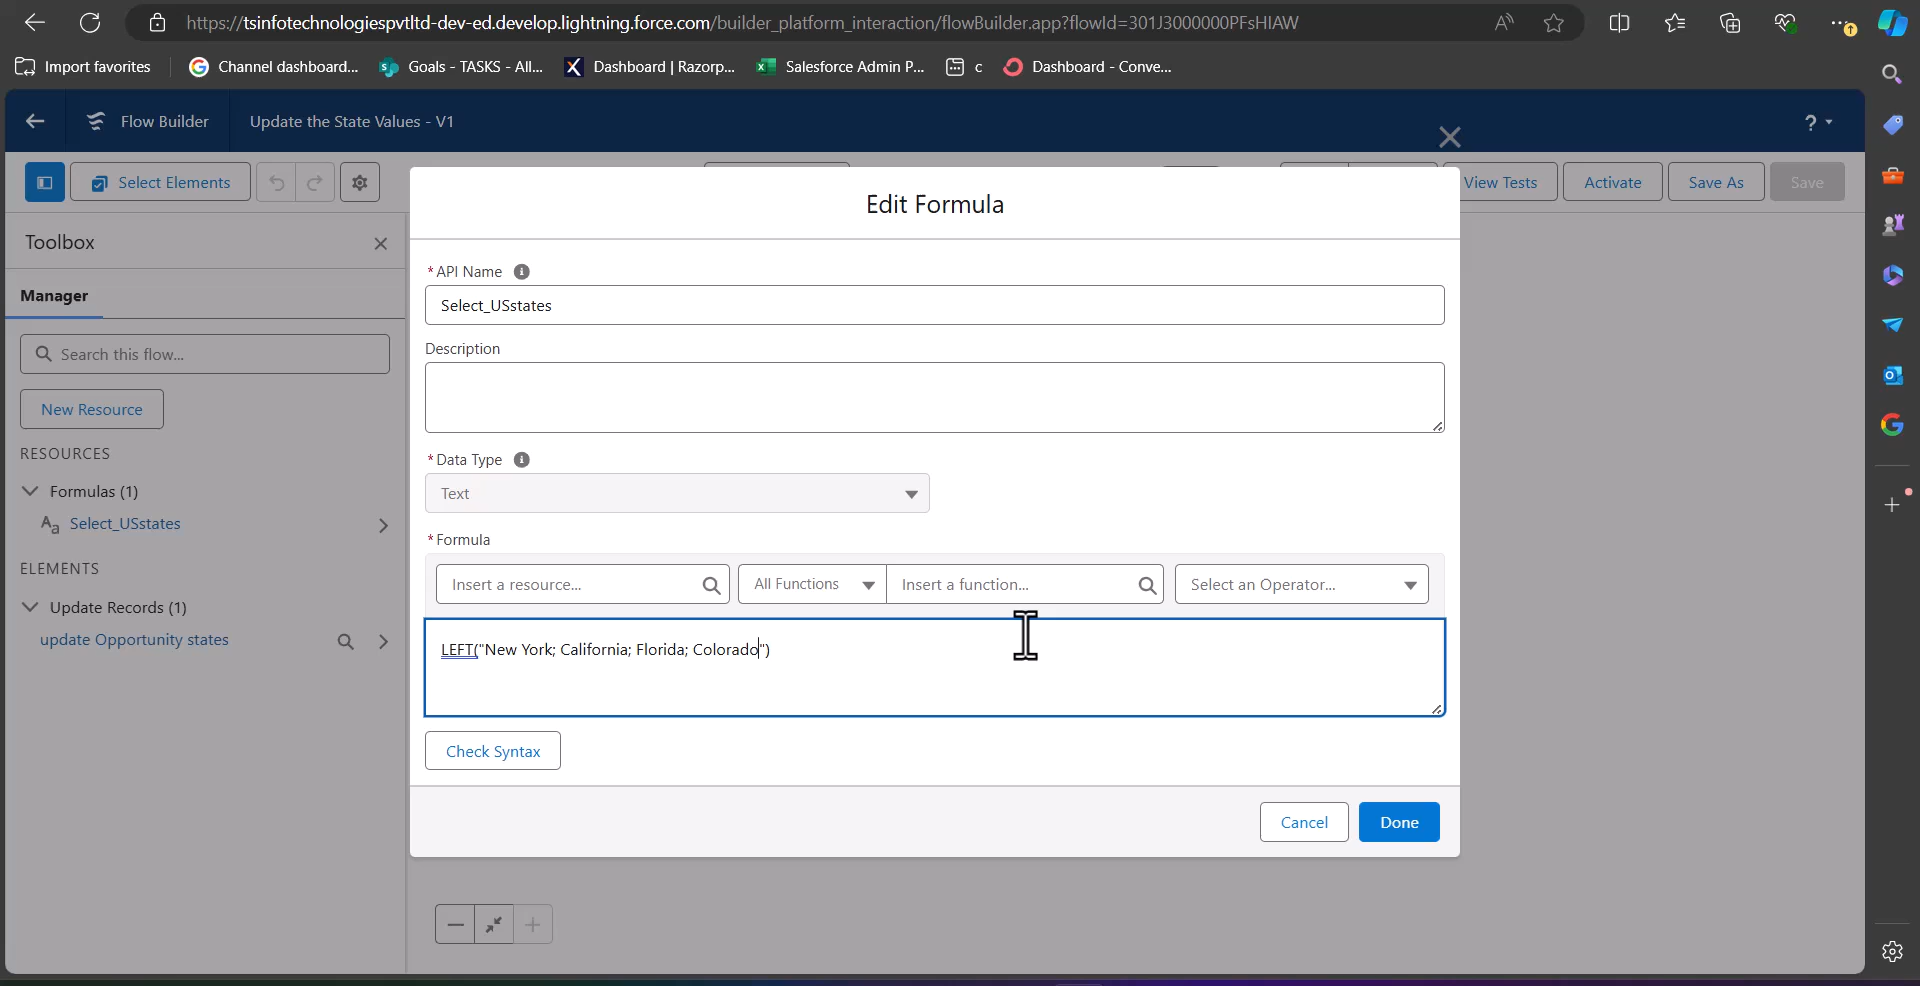 https://tsinfotechnologiespvtltd-dev-ed.develop.lightning.force.com/builder_platform_interaction/flowBuilder.app?flowId=301J3000000PFsHIAW
Import favorites
Channel dashboard...
Goals - TASKS - All...
Dashboard | Razorp...
Salesforce Admin P...
c
Dashboard - Conve...
Flow Builder
Update the State Values - V1
?
Select Elements
View Tests
Activate
Save As
Save
Toolbox
Manager
Search this flow...
New Resource
RESOURCES
Formulas (1)
Aa Select_USstates
ELEMENTS
Update Records (1)
update Opportunity states
Edit Formula
*API Name
Select_USstates
Description
*Data Type
Text
*Formula
Insert a resource...
All Functions
Insert a function...
Select an Operator...
LEFT("New York; California; Florida; Colorado")
Check Syntax
Cancel
Done